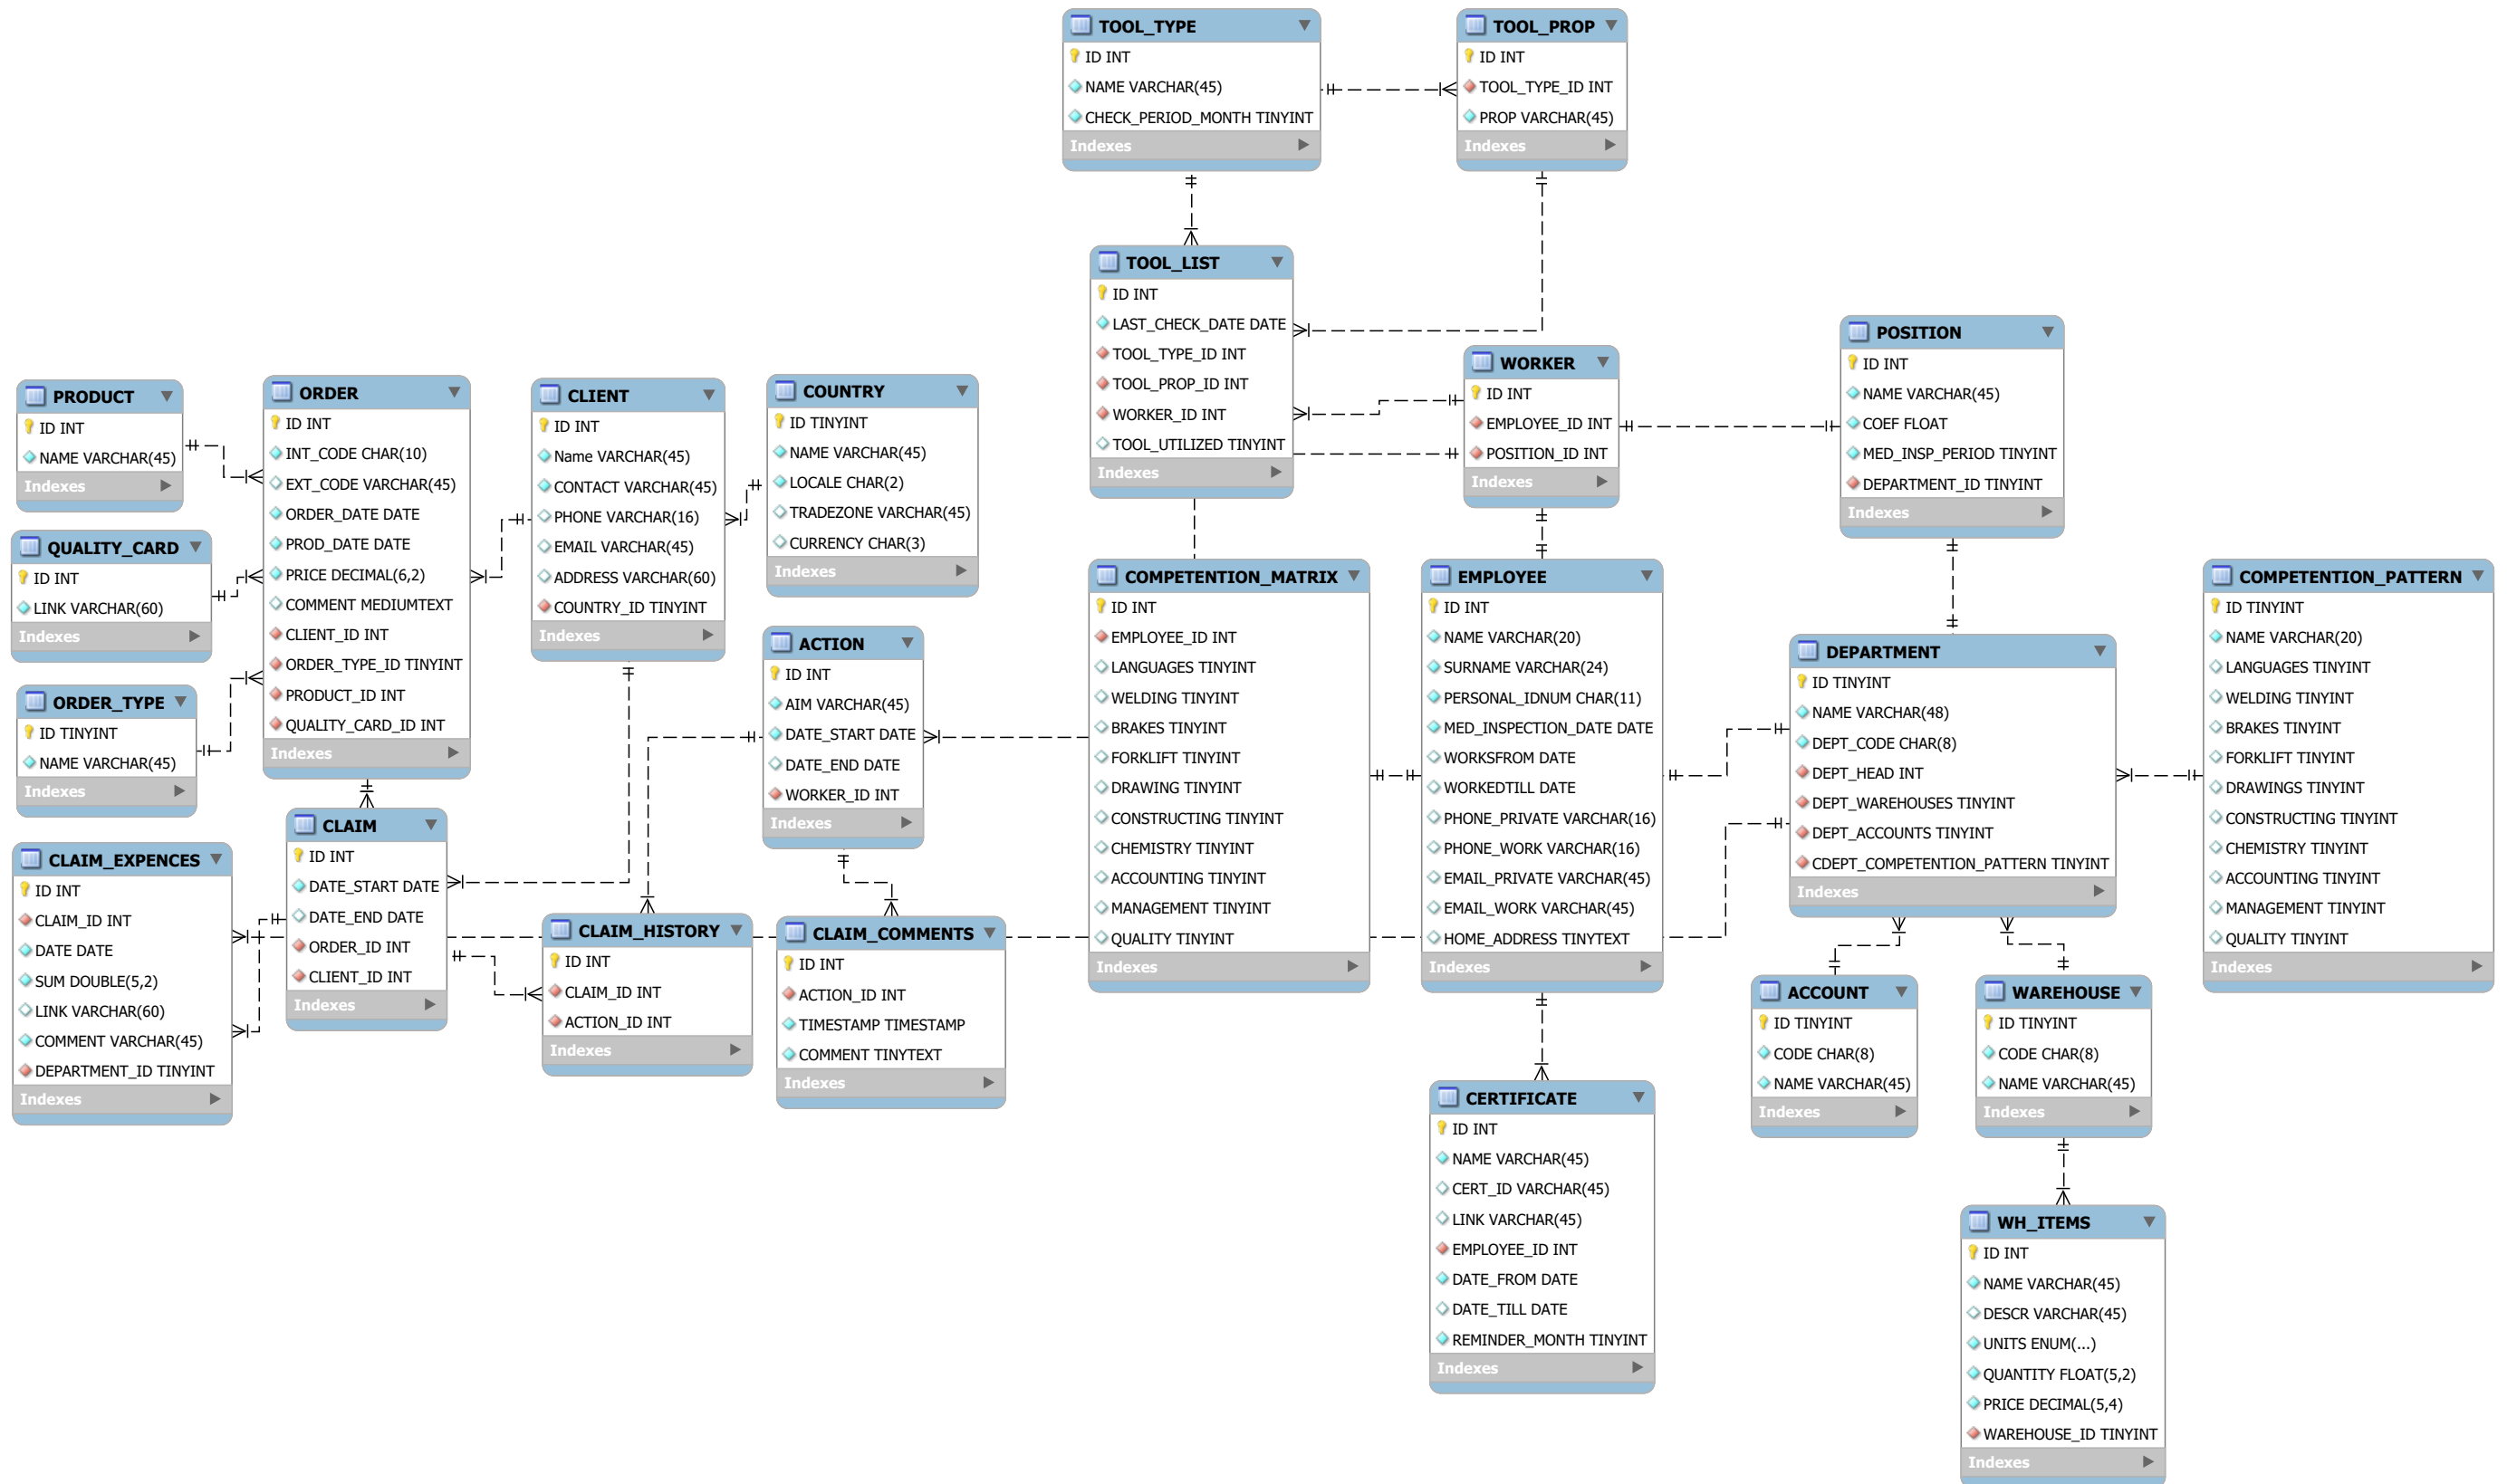 TOOL_TYPE
ID INT
NAME VARCHAR(45)
CHECK_PERIOD_MONTH TINYINT
Indexes
TOOL_PROP
ID INT
TOOL_TYPE_ID INT
PROP VARCHAR(45)
Indexes
TOOL_LIST
ID INT
LAST_CHECK_DATE DATE
TOOL_TYPE_ID INT
TOOL_PROP_ID INT
WORKER_ID INT
TOOL_UTILIZED TINYINT
Indexes
WORKER
ID INT
EMPLOYEE_ID INT
POSITION_ID INT
Indexes
POSITION
ID INT
NAME VARCHAR(45)
COEF FLOAT
MED_INSP_PERIOD TINYINT
DEPARTMENT_ID TINYINT
Indexes
PRODUCT
ID INT
NAME VARCHAR(45)
Indexes
QUALITY_CARD
ID INT
LINK VARCHAR(60)
Indexes
ORDER_TYPE
ID TINYINT
NAME VARCHAR(45)
Indexes
ORDER
ID INT
INT_CODE CHAR(10)
EXT_CODE VARCHAR(45)
ORDER_DATE DATE
PROD_DATE DATE
PRICE DECIMAL(6,2)
COMMENT MEDIUMTEXT
CLIENT_ID INT
ORDER_TYPE_ID TINYINT
PRODUCT_ID INT
QUALITY_CARD_ID INT
Indexes
CLIENT
ID INT
Name VARCHAR(45)
CONTACT VARCHAR(45)
PHONE VARCHAR(16)
EMAIL VARCHAR(45)
ADDRESS VARCHAR(60)
COUNTRY_ID TINYINT
Indexes
COUNTRY
ID TINYINT
NAME VARCHAR(45)
LOCALE CHAR(2)
TRADEZONE VARCHAR(45)
CURRENCY CHAR(3)
Indexes
ACTION
ID INT
AIM VARCHAR(45)
DATE_START DATE
DATE_END DATE
WORKER_ID INT
Indexes
COMPETENTION_MATRIX
ID INT
EMPLOYEE_ID INT
LANGUAGES TINYINT
WELDING TINYINT
BRAKES TINYINT
FORKLIFT TINYINT
DRAWING TINYINT
CONSTRUCTING TINYINT
CHEMISTRY TINYINT
ACCOUNTING TINYINT
MANAGEMENT TINYINT
QUALITY TINYINT
Indexes
EMPLOYEE
ID INT
NAME VARCHAR(20)
SURNAME VARCHAR(24)
PERSONAL_IDNUM CHAR(11)
MED_INSPECTION_DATE DATE
WORKSFROM DATE
WORKEDTILL DATE
PHONE_PRIVATE VARCHAR(16)
PHONE_WORK VARCHAR(16)
EMAIL_PRIVATE VARCHAR(45)
EMAIL_WORK VARCHAR(45)
HOME_ADDRESS TINYTEXT
Indexes
DEPARTMENT
ID TINYINT
NAME VARCHAR(48)
DEPT_CODE CHAR(8)
DEPT_HEAD INT
DEPT_WAREHOUSES TINYINT
DEPT_ACCOUNTS TINYINT
CDEPT_COMPETENTION_PATTERN TINYINT
Indexes
COMPETENTION_PATTERN
ID TINYINT
NAME VARCHAR(20)
LANGUAGES TINYINT
WELDING TINYINT
BRAKES TINYINT
FORKLIFT TINYINT
DRAWINGS TINYINT
CONSTRUCTING TINYINT
CHEMISTRY TINYINT
ACCOUNTING TINYINT
MANAGEMENT TINYINT
QUALITY TINYINT
Indexes
CLAIM_EXPENCES
ID INT
CLAIM_ID INT
DATE DATE
SUM DOUBLE(5,2)
LINK VARCHAR(60)
COMMENT VARCHAR(45)
DEPARTMENT_ID TINYINT
Indexes
CLAIM
ID INT
DATE_START DATE
DATE_END DATE
ORDER_ID INT
CLIENT_ID INT
Indexes
CLAIM_HISTORY
ID INT
CLAIM_ID INT
ACTION_ID INT
Indexes
CLAIM_COMMENTS
ID INT
ACTION_ID INT
TIMESTAMP TIMESTAMP
COMMENT TINYTEXT
Indexes
CERTIFICATE
ID INT
NAME VARCHAR(45)
CERT_ID VARCHAR(45)
LINK VARCHAR(45)
EMPLOYEE_ID INT
DATE_FROM DATE
DATE_TILL DATE
REMINDER_MONTH TINYINT
Indexes
ACCOUNT
ID TINYINT
CODE CHAR(8)
NAME VARCHAR(45)
Indexes
WAREHOUSE
ID TINYINT
CODE CHAR(8)
NAME VARCHAR(45)
Indexes
WH_ITEMS
ID INT
NAME VARCHAR(45)
DESCR VARCHAR(45)
UNITS ENUM(...)
QUANTITY FLOAT(5,2)
PRICE DECIMAL(5,4)
WAREHOUSE_ID TINYINT
Indexes